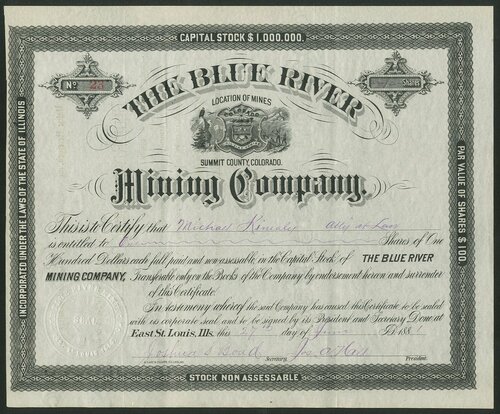 CAPITAL STOCK $1,000,000.
No 23
SHARES
THE BLUE RIVER
LOCATION OF MINES
SUMMIT COUNTY, COLORADO.
Mining Company.
INCORPORATED UNDER THE LAWS OF THE STATE OF ILLINOIS
PAR VALUE OF SHARES $100.
This is to Certify that Michael Kinealy Atty at Law
is entitled to Shares of One
Hundred Dollars each full paid and non-assessable in the Capital Stock of THE BLUE RIVER
MINING COMPANY, Transferable only on the Books of the Company by endorsement hereon and surrender
of this Certificate.
In testimony whereof the said Company has caused this Certificate to be sealed
with its corporate seal and to be signed by its President and Secretary. Done at
East St. Louis, Ills. this day of June 188
Secretary. President.
STOCK NON ASSESSABLE